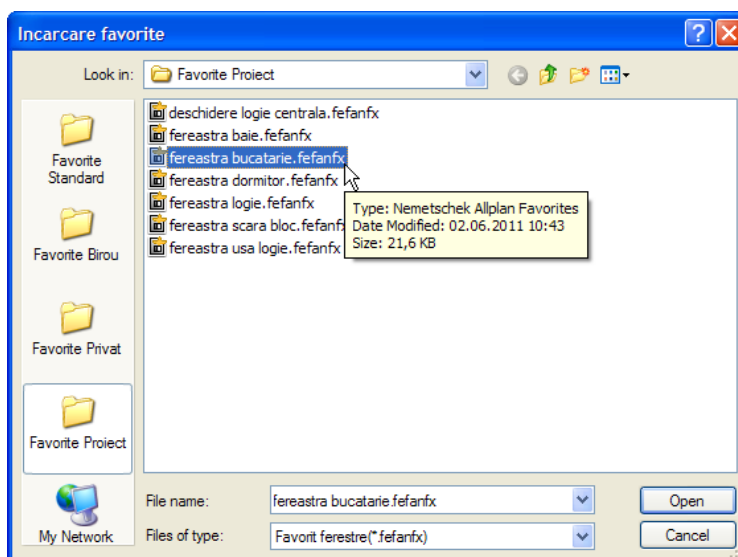 Incarcare favorite
Look in: Favorite Proiect
deschidere logie centrala.fefanfx
fereastra baie.fefanfx
fereastra bucatarie.fefanfx
fereastra dormitor.fefanfx
fereastra logie.fefanfx
fereastra scara bloc.fefanfx
fereastra usa logie.fefanfx
Type: Nemetschek Allplan Favorites
Date Modified: 02.06.2011 10:43
Size: 21,6 KB
Favorite
Standard
Favorite Birou
Favorite Privat
Favorite Proiect
My Network
File name: fereastra bucatarie.fefanfx Open
Files of type: Favorit ferestre(*.fefanfx) Cancel